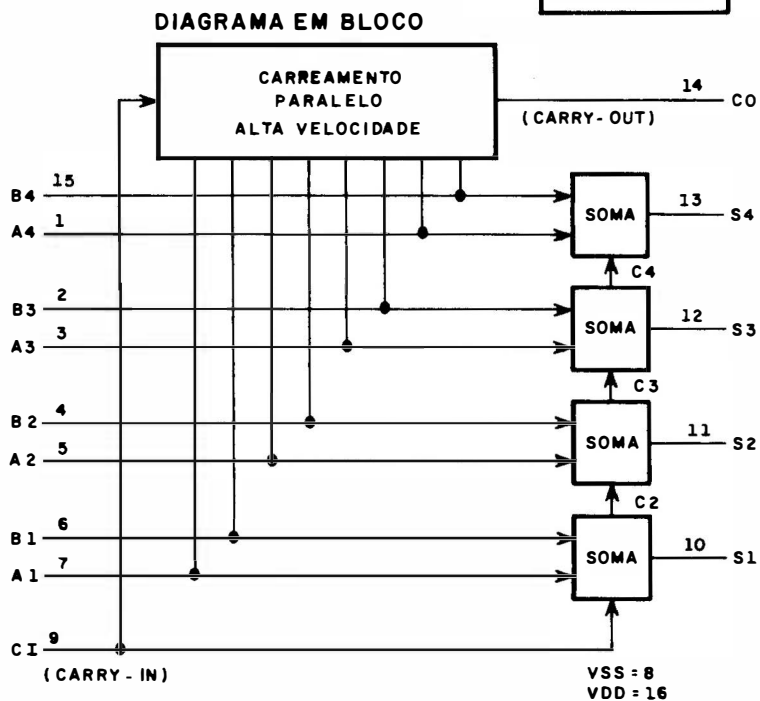 DIAGRAMA EM BLOCO
CARREAMENTO
PARALELO
ALTA VELOCIDADE
14
CO
(CARRY-OUT)
B4 15
SOMA
13
S4
A4 1
C4
B3 2
SOMA
12
S3
A3 3
C3
B2 4
SOMA
11
S2
A2 5
C2
B1 6
SOMA
10
S1
A1 7
CI 9
(CARRY-IN)
VSS = 8
VDD = 16